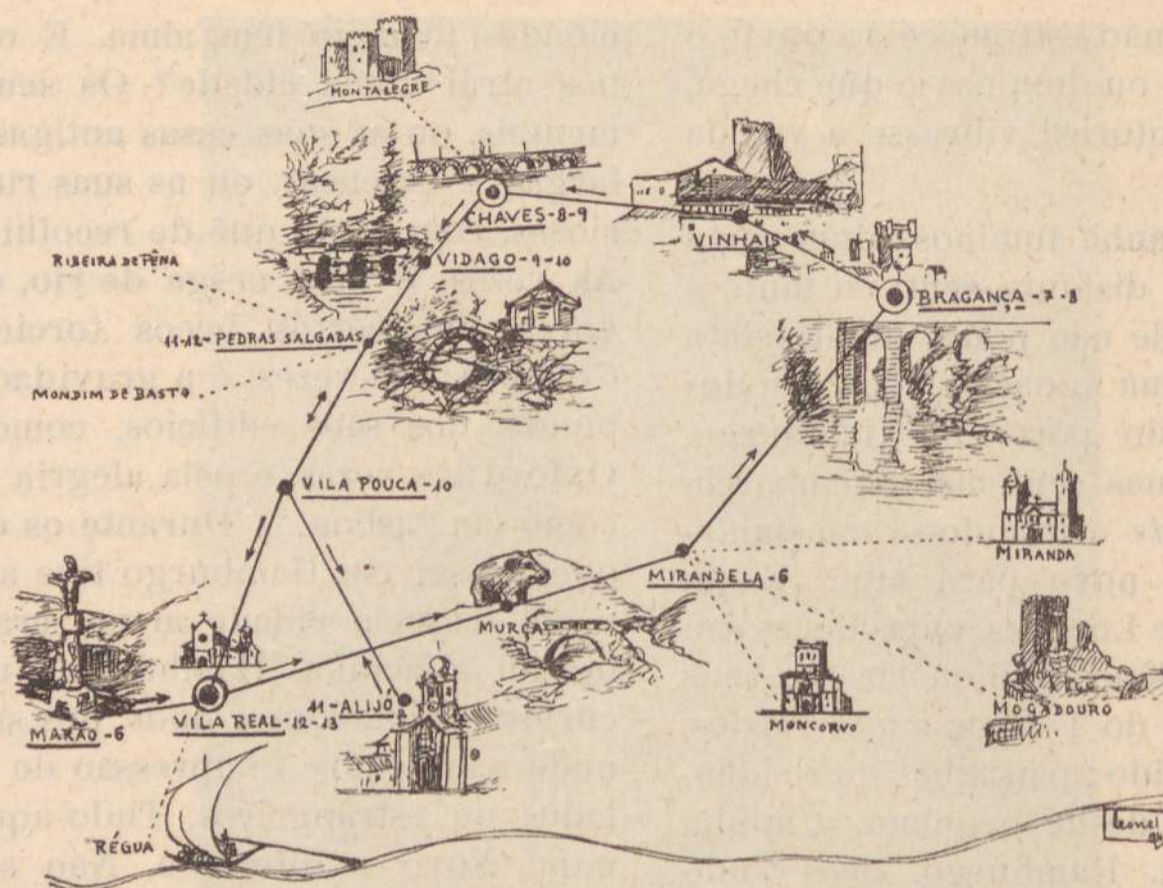 MONTALEGRE
CHAVES-8-9
VINHAIS-8
RIBEIRA DE PENA
VIDAGO-9-10
BRAGANÇA-7-8
11-12-PEDRAS SALGADAS
MONDIM DE BASTO
VILA POUCA-10
MIRANDA
MIRANDELA-6
MURÇA
MOGADOURO
MONCORVO
11-ALIJÓ
VILA REAL-12-13
MARÃO-6
RÉGUA
Leonel